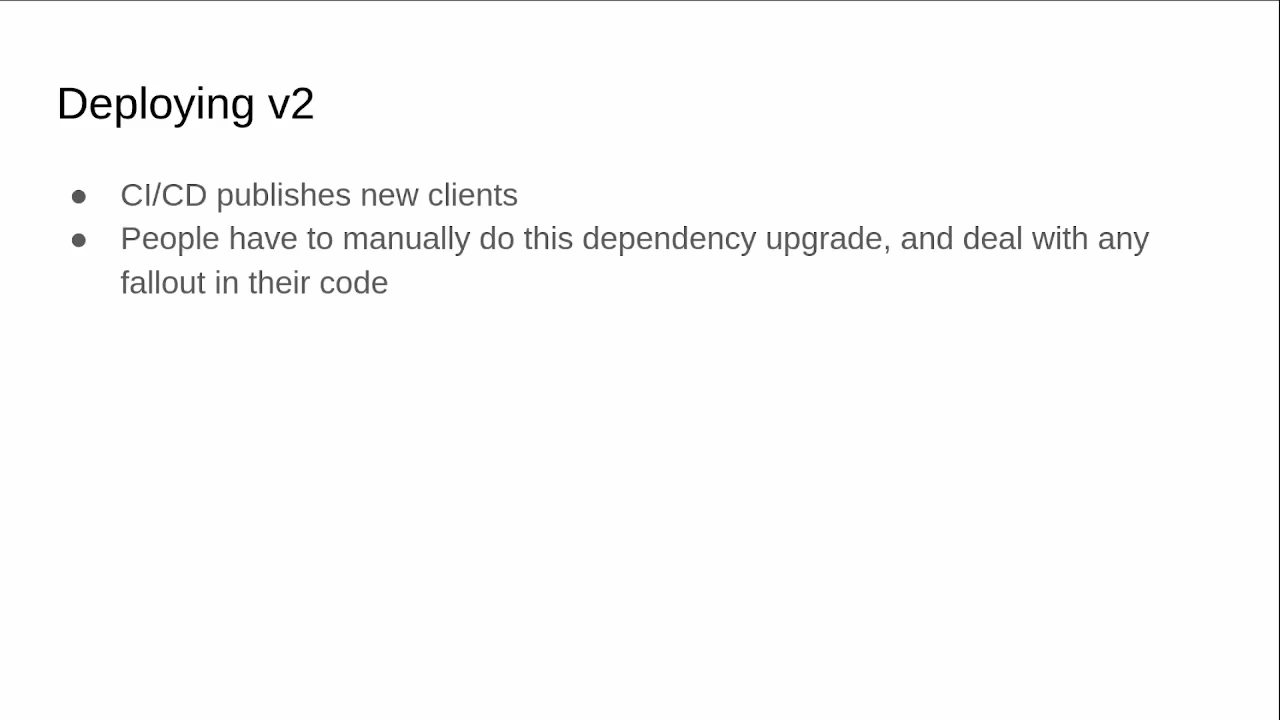 Deploying v2
● CI/CD publishes new clients
● People have to manually do this dependency upgrade, and deal with any
fallout in their code